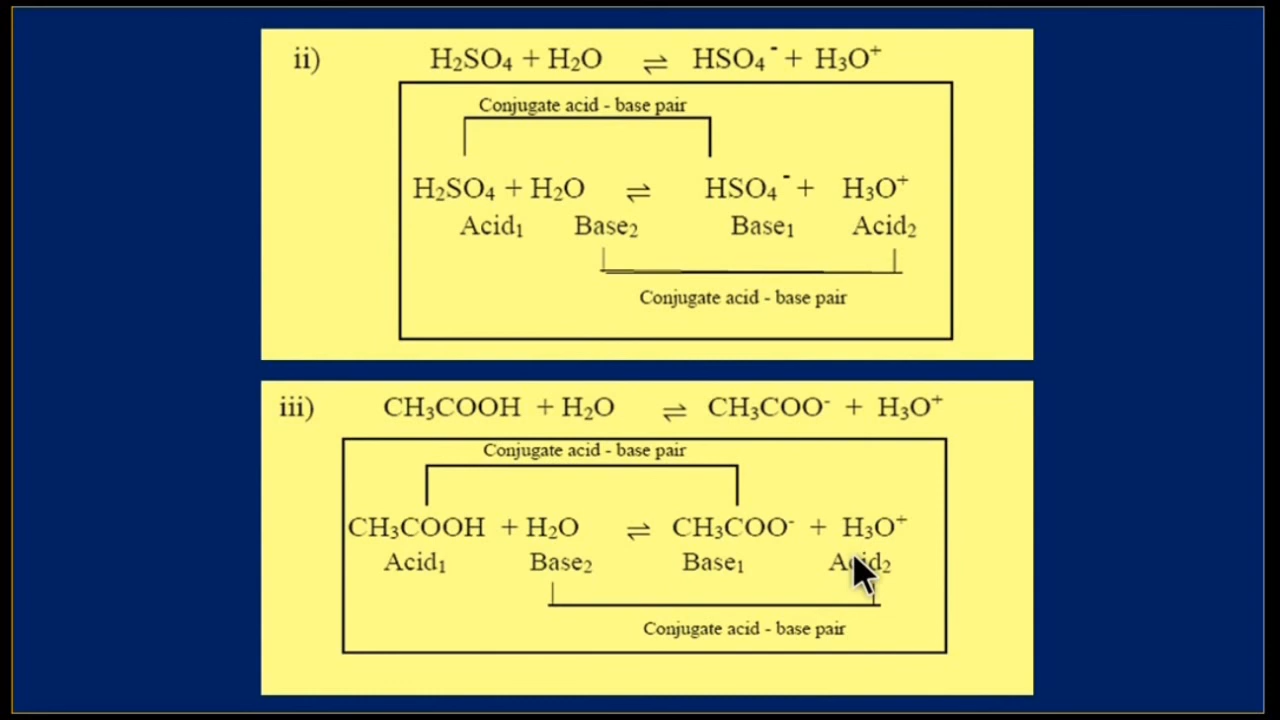 ii) H₂SO₄ + H₂O ⇌ HSO₄⁻ + H₃O⁺
Conjugate acid - base pair
H₂SO₄ + H₂O ⇌ HSO₄⁻ + H₃O⁺
Acid₁ Base₂ Base₁ Acid₂
Conjugate acid - base pair
iii) CH₃COOH + H₂O ⇌ CH₃COO⁻ + H₃O⁺
Conjugate acid - base pair
CH₃COOH + H₂O ⇌ CH₃COO⁻ + H₃O⁺
Acid₁ Base₂ Base₁ Acid₂
Conjugate acid - base pair